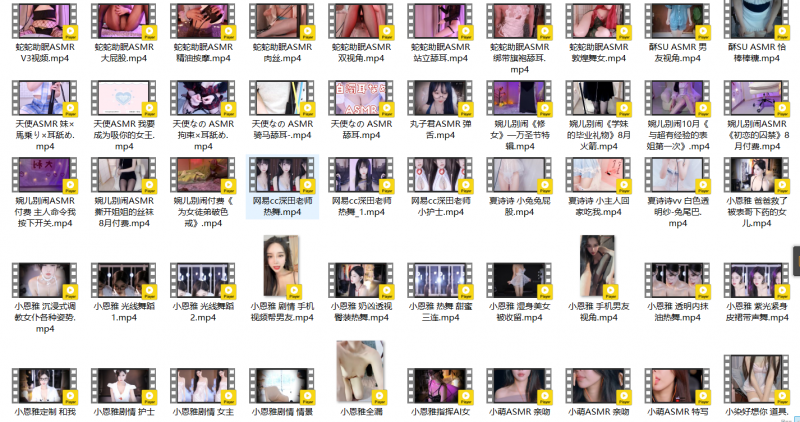 蛇蛇助眠ASMR
V3视频.mp4
蛇蛇助眠ASMR
大屁股.mp4
蛇蛇助眠ASMR
精油按摩.mp4
蛇蛇助眠ASMR
肉丝.mp4
蛇蛇助眠ASMR
双视角.mp4
蛇蛇助眠ASMR
站立舔耳.mp4
蛇蛇助眠ASMR
绑带旗袍舔耳.
mp4
蛇蛇助眠ASMR
敦煌舞女.mp4
酥SU ASMR 男
友视角.mp4
酥SU ASMR 恰
棒棒糖.mp4
天使ASMR 妹×
馬乗り×耳舐め.
mp4
天使ASMR 我要
成为吸你的女王.
mp4
天使なの ASMR
拘束×耳舐め.
mp4
天使なの ASMR
骑马舔耳-.mp4
天使なの ASMR
舔耳.mp4
丸子君ASMR 弹
舌.mp4
婉儿别闹《修
女》—万圣节特
辑.mp4
婉儿别闹《学妹
的毕业礼物》8月
火箭.mp4
婉儿别闹10月《
与超有经验的表
姐第一次》.mp4
婉儿别闹ASMR
《初恋的囚禁》8
月付费.mp4
婉儿别闹ASMR
付费 主人命令我
按下开关.mp4
婉儿别闹ASMR
撕开姐姐的丝袜
8月付费.mp4
婉儿别闹付费《
为女徒弟破色
戒》.mp4
网易cc深田老师
热舞.mp4
网易cc深田老师
热舞_1.mp4
网易cc深田老师
小护士.mp4
夏诗诗 小兔兔屁
股.mp4
夏诗诗 小主人回
家吃我.mp4
夏诗诗vv 白色透
明纱-兔尾巴.
mp4
小恩雅 爸爸救了
被表哥下药的女
儿.mp4
小恩雅 沉浸式调
教女仆各种姿势.
mp4
小恩雅 光线舞蹈
1.mp4
小恩雅 光线舞蹈
2.mp4
小恩雅 剧情 手机
视频帮男友.mp4
小恩雅 奶凶透视
臀装热舞.mp4
小恩雅 热舞 甜蜜
三连.mp4
小恩雅 湿身美女
被收留.mp4
小恩雅 手机男友
视角.mp4
小恩雅 透明内抹
油热舞.mp4
小恩雅 紫光紧身
皮裙带声舞.mp4
小恩雅定制 和我
小恩雅剧情 护士
小恩雅剧情 女主
小恩雅剧情 情景
小恩雅全漏
小恩雅指挥AI女
小萌ASMR 亲吻
小萌ASMR 亲吻
小萌ASMR 特写
小染好想你 道具.